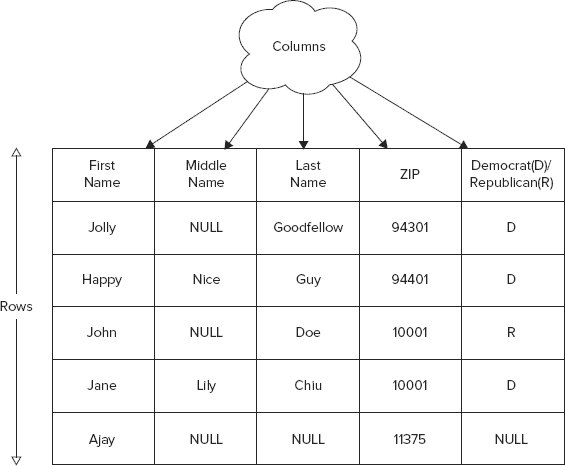 Columns
First Name
Middle Name
Last Name
ZIP
Democrat(D)/
Republican(R)
Jolly NULL Goodfellow 94301 D
Happy Nice Guy 94401 D
Rows
John NULL Doe 10001 R
Jane Lily Chiu 10001 D
Ajay NULL NULL 11375 NULL